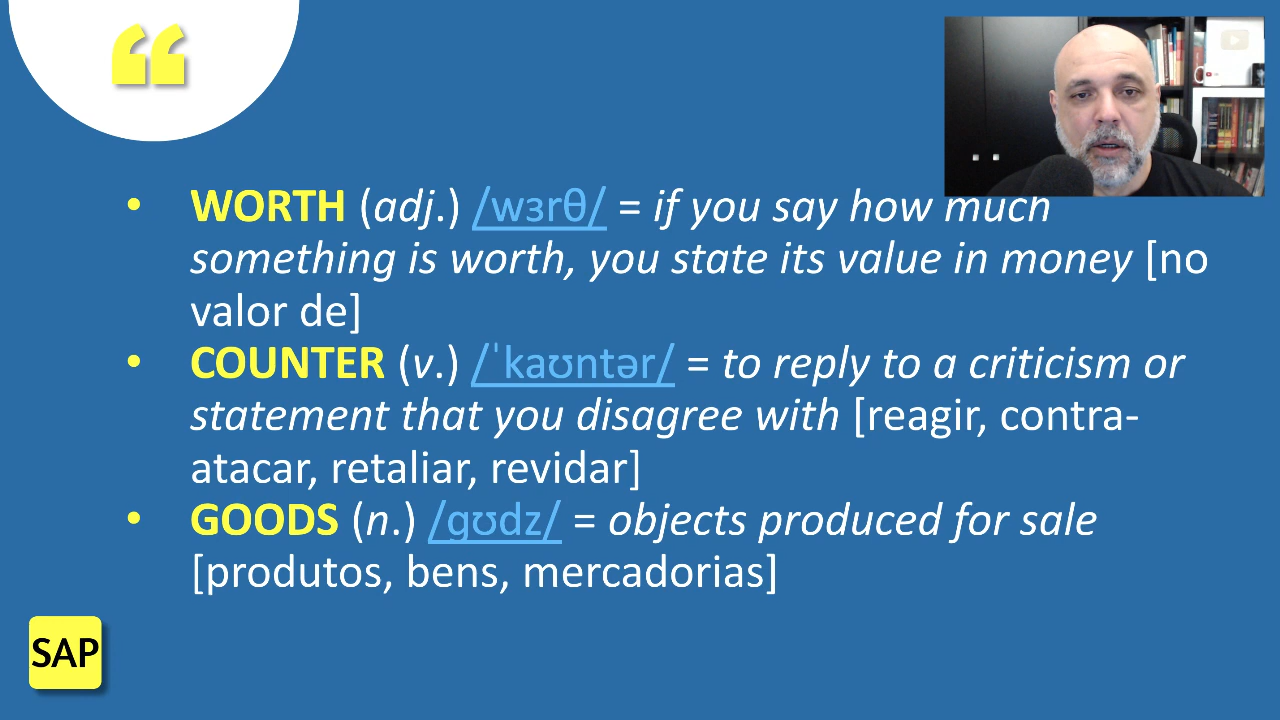 • WORTH (adj.) /wɜrθ/ = if you say how much
something is worth, you state its value in money [no
valor de]
• COUNTER (v.) /ˈkaʊntər/ = to reply to a criticism or
statement that you disagree with [reagir, contra-
atacar, retaliar, revidar]
• GOODS (n.) /gʊdz/ = objects produced for sale
[produtos, bens, mercadorias]
SAP